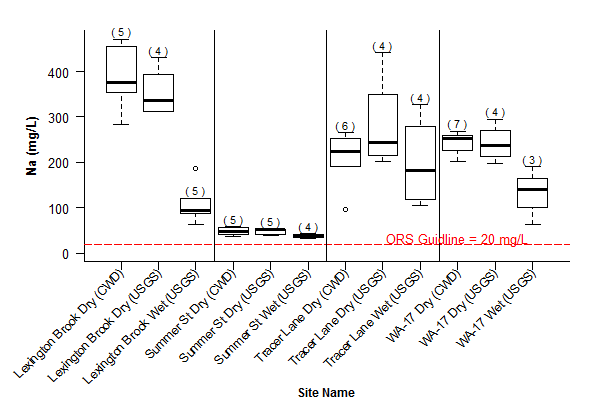 ( 5 )
( 4 )
( 5 )
( 5 )
( 5 )
( 4 )
( 6 )
( 4 )
( 4 )
( 7 )
( 4 )
( 3 )
Na (mg/L)
400
300
200
100
0
ORS Guidline = 20 mg/L
Lexington Brook Dry (CWD)
Lexington Brook Dry (USGS)
Lexington Brook Wet (USGS)
Summer St Dry (CWD)
Summer St Dry (USGS)
Summer St Wet (USGS)
Tracer Lane Dry (CWD)
Tracer Lane Dry (USGS)
Tracer Lane Wet (USGS)
WA-17 Dry (CWD)
WA-17 Dry (USGS)
WA-17 Wet (USGS)
Site Name